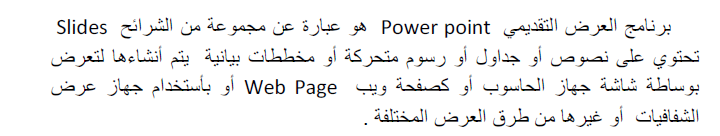 برنامج العرض التقديمي Power point هو عبارة عن مجموعة من الشرائح Slides
تحتوي على نصوص أو جداول أو رسوم متحركة أو مخططات بيانية يتم أنشاءها لتعرض
بوساطة شاشة جهاز الحاسوب أو كصفحة ويب Web Page أو بأستخدام جهاز عرض
الشفافيات أو غيرها من طرق العرض المختلفة .